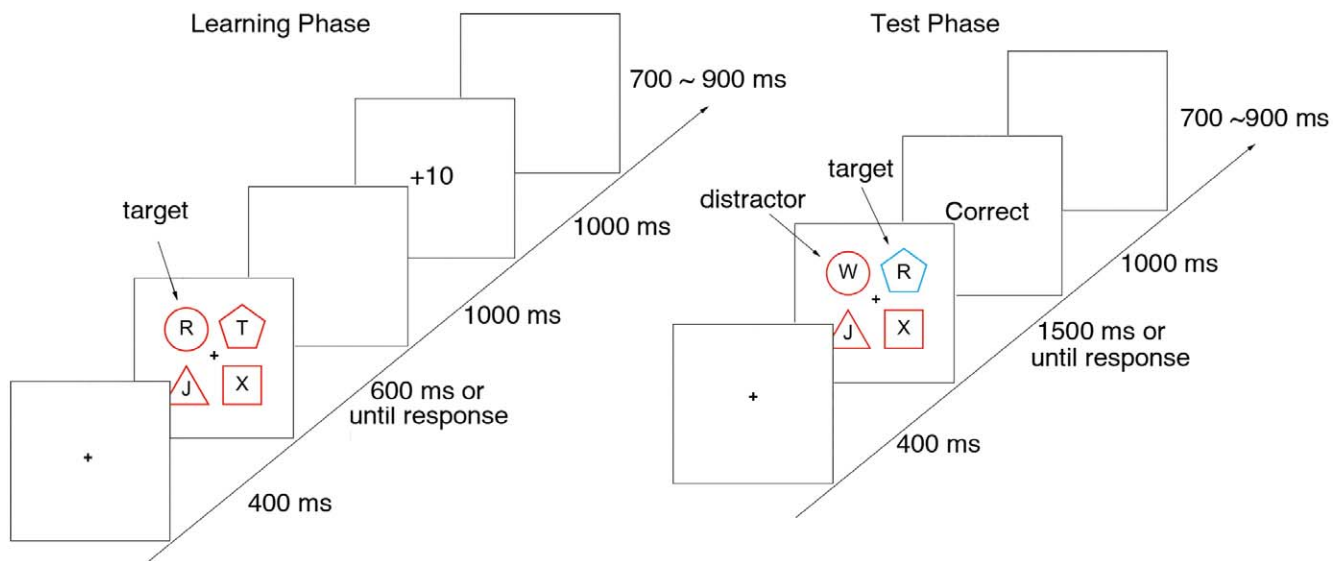 Learning Phase
700 ~ 900 ms
+10
target
1000 ms
R
T
+
J
X
1000 ms
600 ms or
until response
+
400 ms
Test Phase
700 ~900 ms
target
distractor
Correct
1000 ms
W
R
+
J
X
1500 ms or
until response
+
400 ms